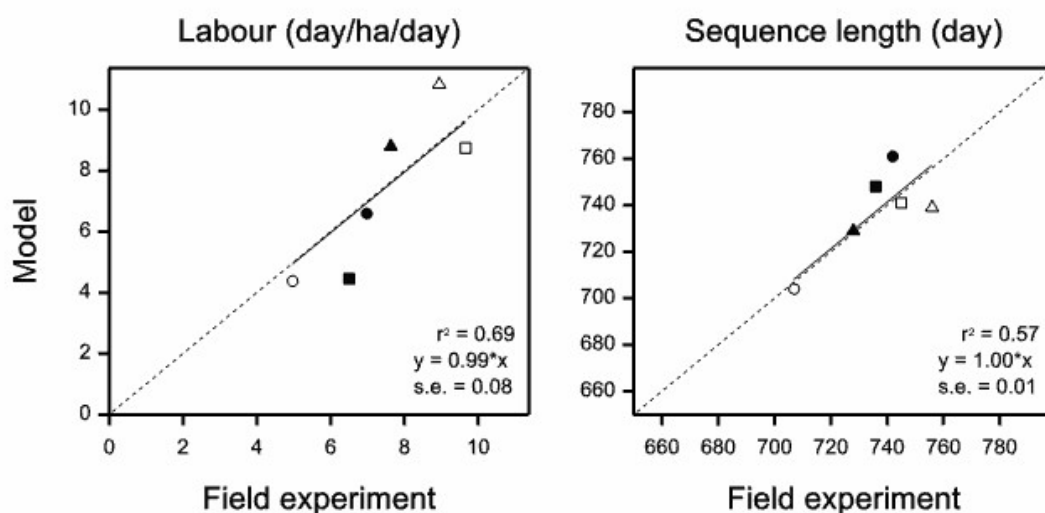 Labour (day/ha/day)
Sequence length (day)
Model
10
8
6
4
2
0
r² = 0.69
y = 0.99*x
s.e. = 0.08
0 2 4 6 8 10
Field experiment
780
760
740
720
700
680
660
r² = 0.57
y = 1.00*x
s.e. = 0.01
660 680 700 720 740 760 780
Field experiment